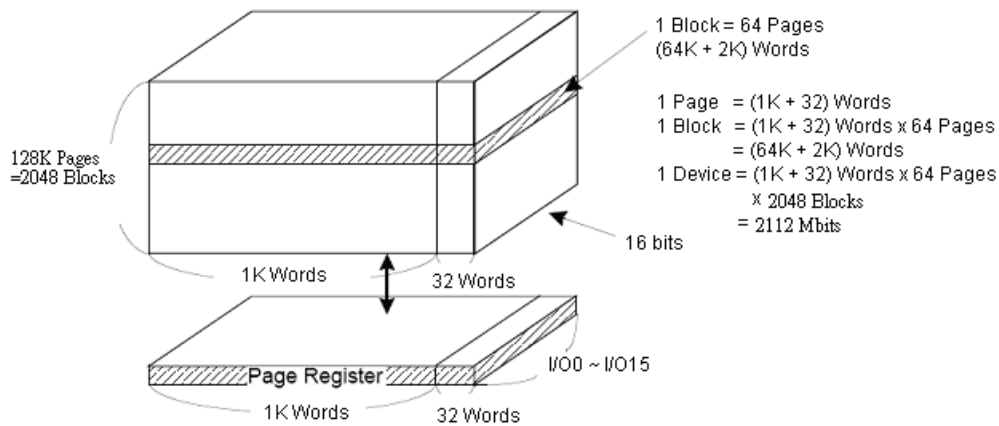 1 Block = 64 Pages
(64K + 2K) Words
1 Page = (1K + 32) Words
1 Block = (1K + 32) Words x 64 Pages
= (64K + 2K) Words
1 Device = (1K + 32) Words x 64 Pages
x 2048 Blocks
= 2112 Mbits
128K Pages
=2048 Blocks
16 bits
1K Words
32 Words
Page Register
I/O0 ~ I/O15
1K Words
32 Words